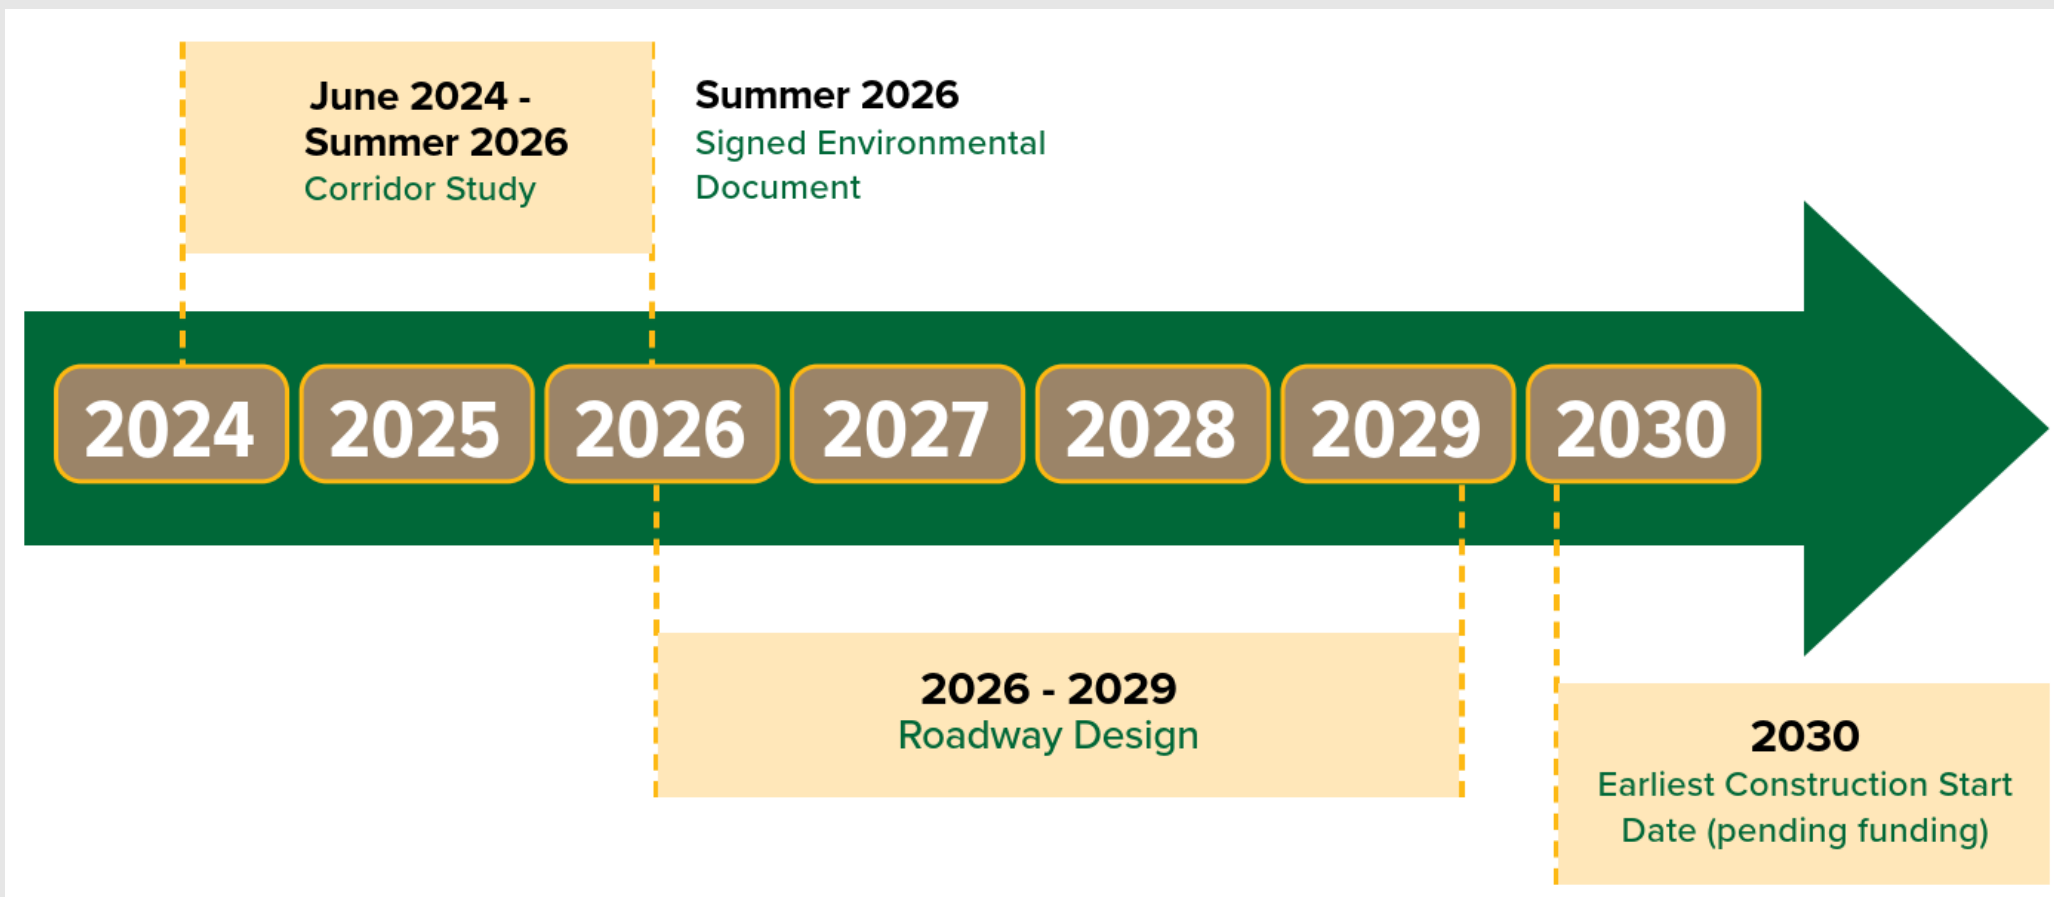 June 2024 -
Summer 2026
Corridor Study
Summer 2026
Signed Environmental
Document
2024
2025
2026
2027
2028
2029
2030
2026 - 2029
Roadway Design
2030
Earliest Construction Start
Date (pending funding)